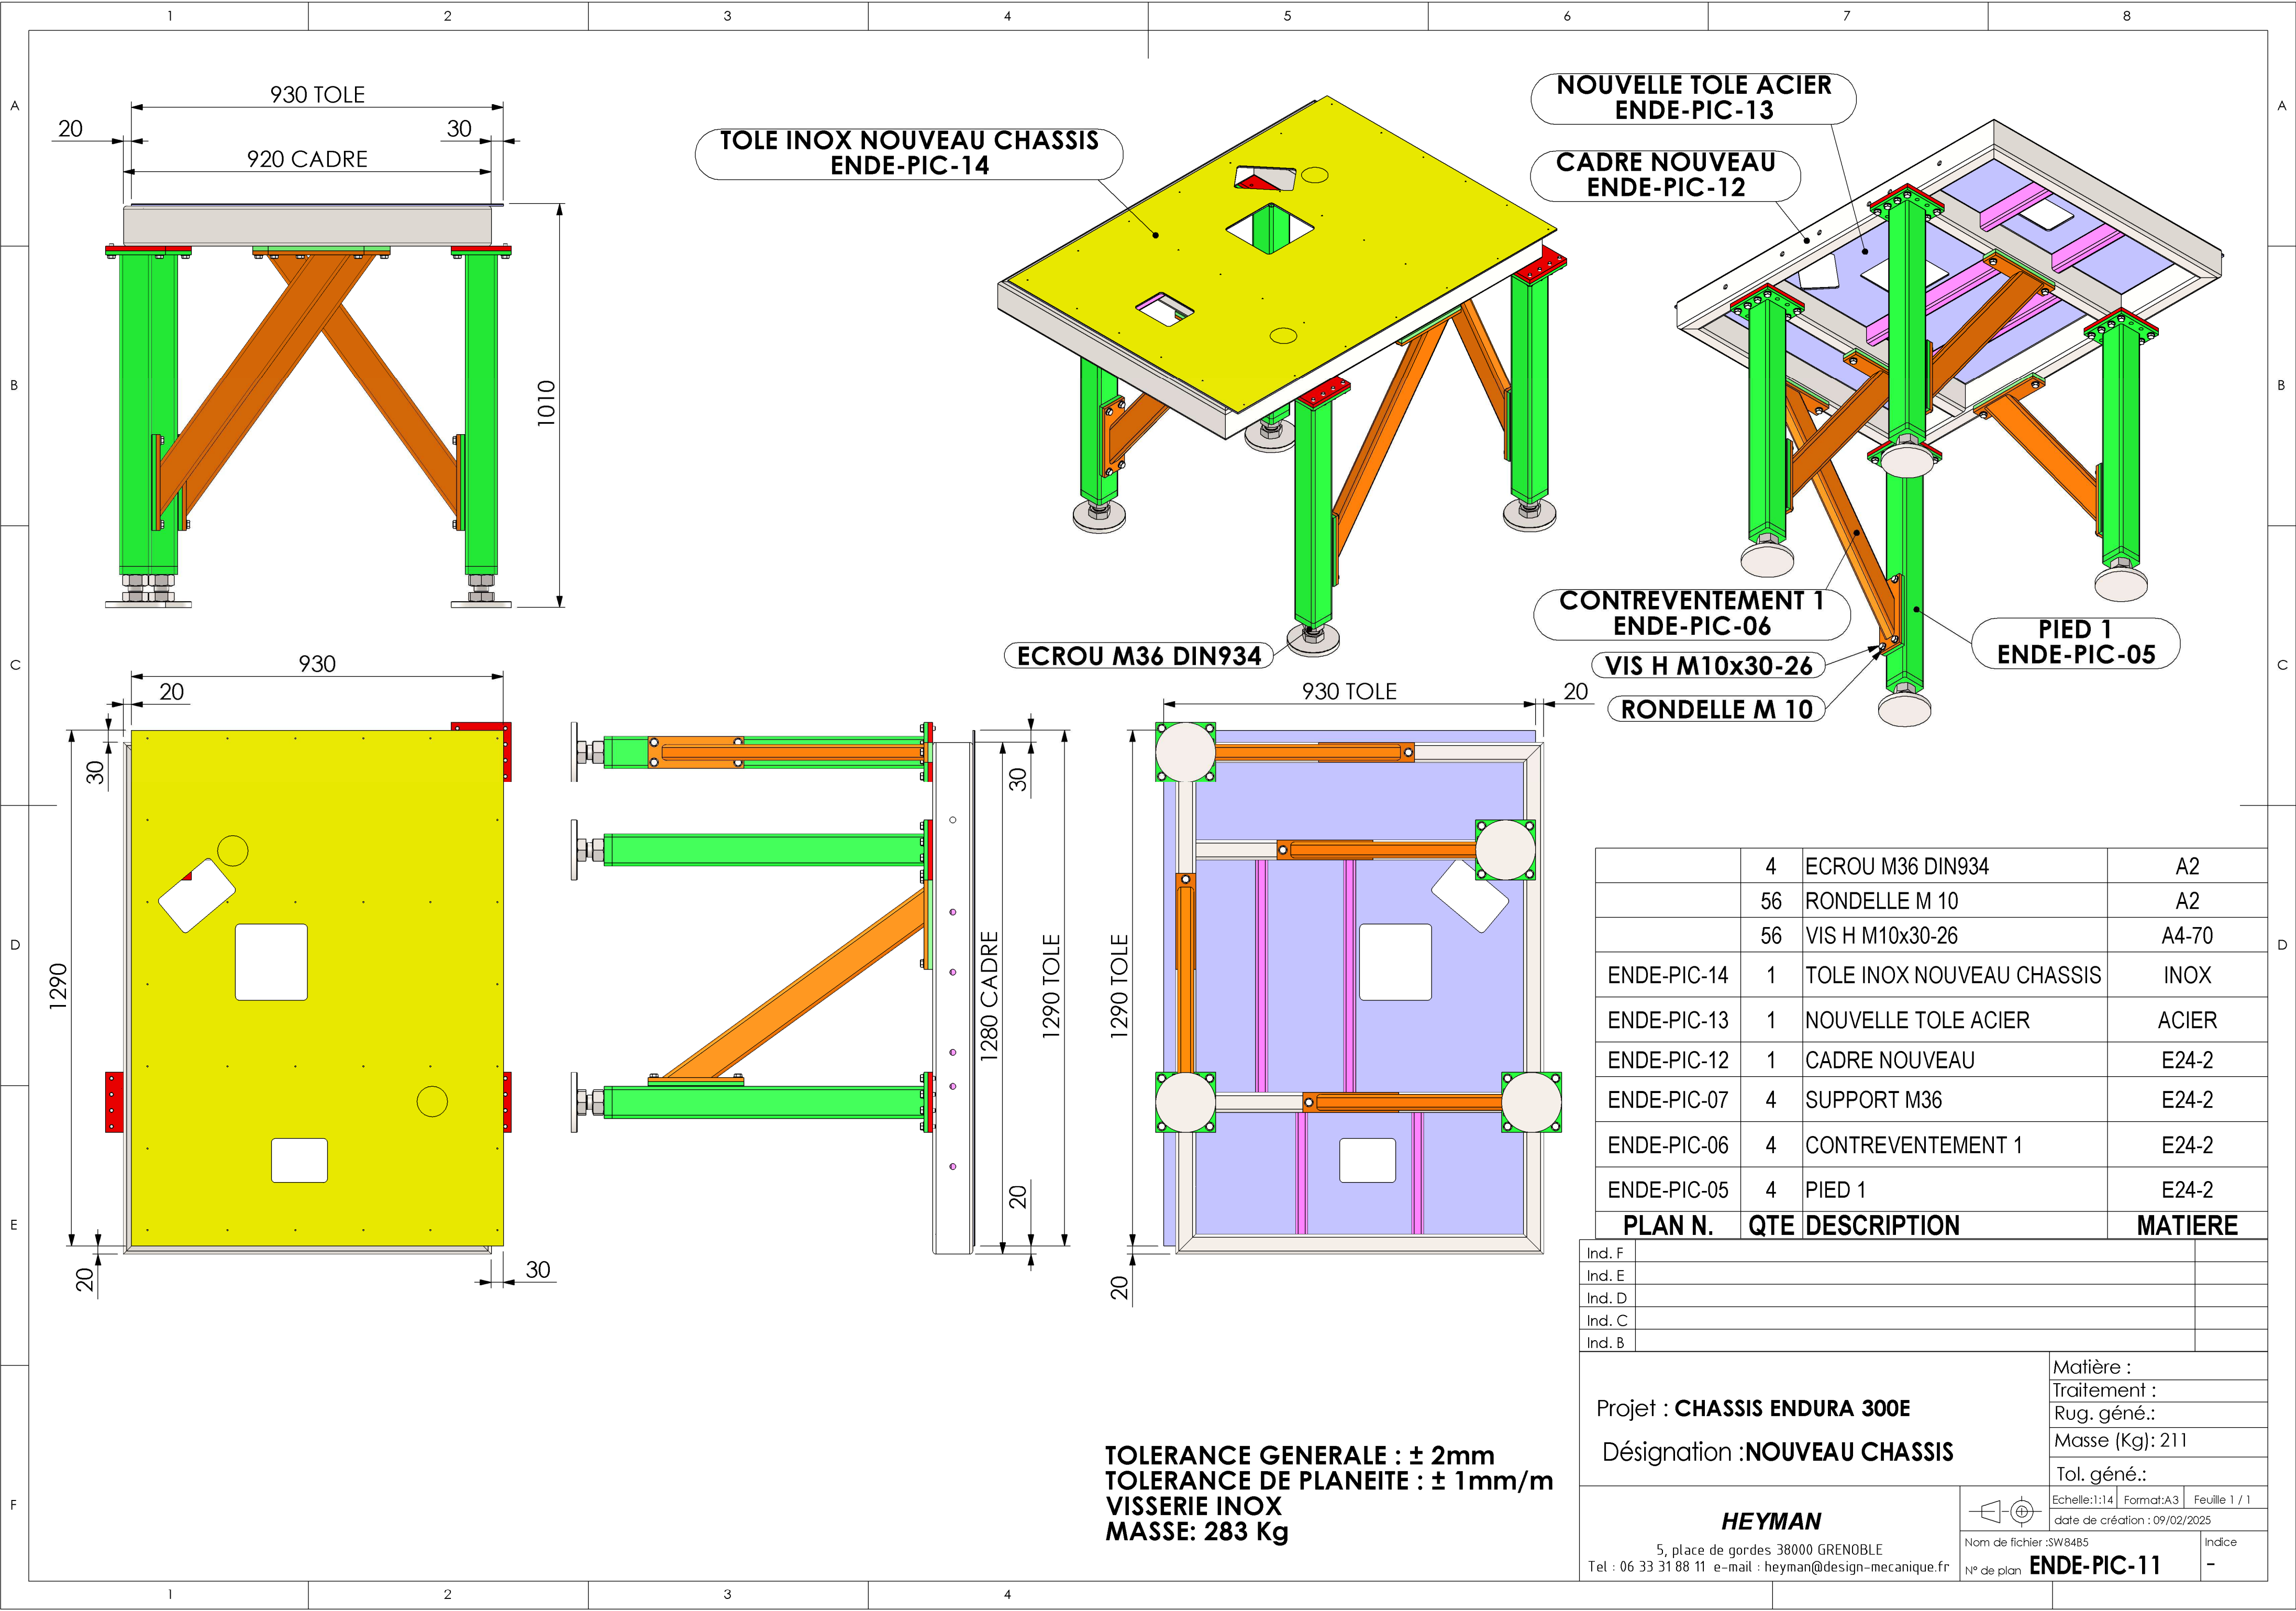 1 2 3 4 5 6 7 8
A A
930 TOLE
20 30
920 CADRE
1010
TOLE INOX NOUVEAU CHASSIS
ENDE-PIC-14
NOUVELLE TOLE ACIER
ENDE-PIC-13
CADRE NOUVEAU
ENDE-PIC-12
B B
CONTREVENTEMENT 1
ENDE-PIC-06
PIED 1
ENDE-PIC-05
ECROU M36 DIN934
VIS H M10x30-26
RONDELLE M 10
C C
930
20
30
1290
20
30
30
1280 CADRE
1290 TOLE
20
930 TOLE
20
1290 TOLE
20
D D
4 ECROU M36 DIN934 A2
56 RONDELLE M 10 A2
56 VIS H M10x30-26 A4-70
ENDE-PIC-14 1 TOLE INOX NOUVEAU CHASSIS INOX
ENDE-PIC-13 1 NOUVELLE TOLE ACIER ACIER
ENDE-PIC-12 1 CADRE NOUVEAU E24-2
ENDE-PIC-07 4 SUPPORT M36 E24-2
ENDE-PIC-06 4 CONTREVENTEMENT 1 E24-2
ENDE-PIC-05 4 PIED 1 E24-2
PLAN N. QTE DESCRIPTION MATIERE
E
Ind. F
Ind. E
Ind. D
Ind. C
Ind. B
Matière :
Traitement :
Rug. géné.:
Masse (Kg): 211
Tol. géné.:
Projet : CHASSIS ENDURA 300E
Désignation :NOUVEAU CHASSIS
TOLERANCE GENERALE : ± 2mm
TOLERANCE DE PLANEITE : ± 1mm/m
VISSERIE INOX
MASSE: 283 Kg
F
HEYMAN
5, place de gordes 38000 GRENOBLE
Tel : 06 33 31 88 11 e-mail : heyman@design-mecanique.fr
Echelle:1:14 Format:A3 Feuille 1 / 1
date de création : 09/02/2025
Nom de fichier :SW84B5
Indice
N° de plan ENDE-PIC-11 -
1 2 3 4